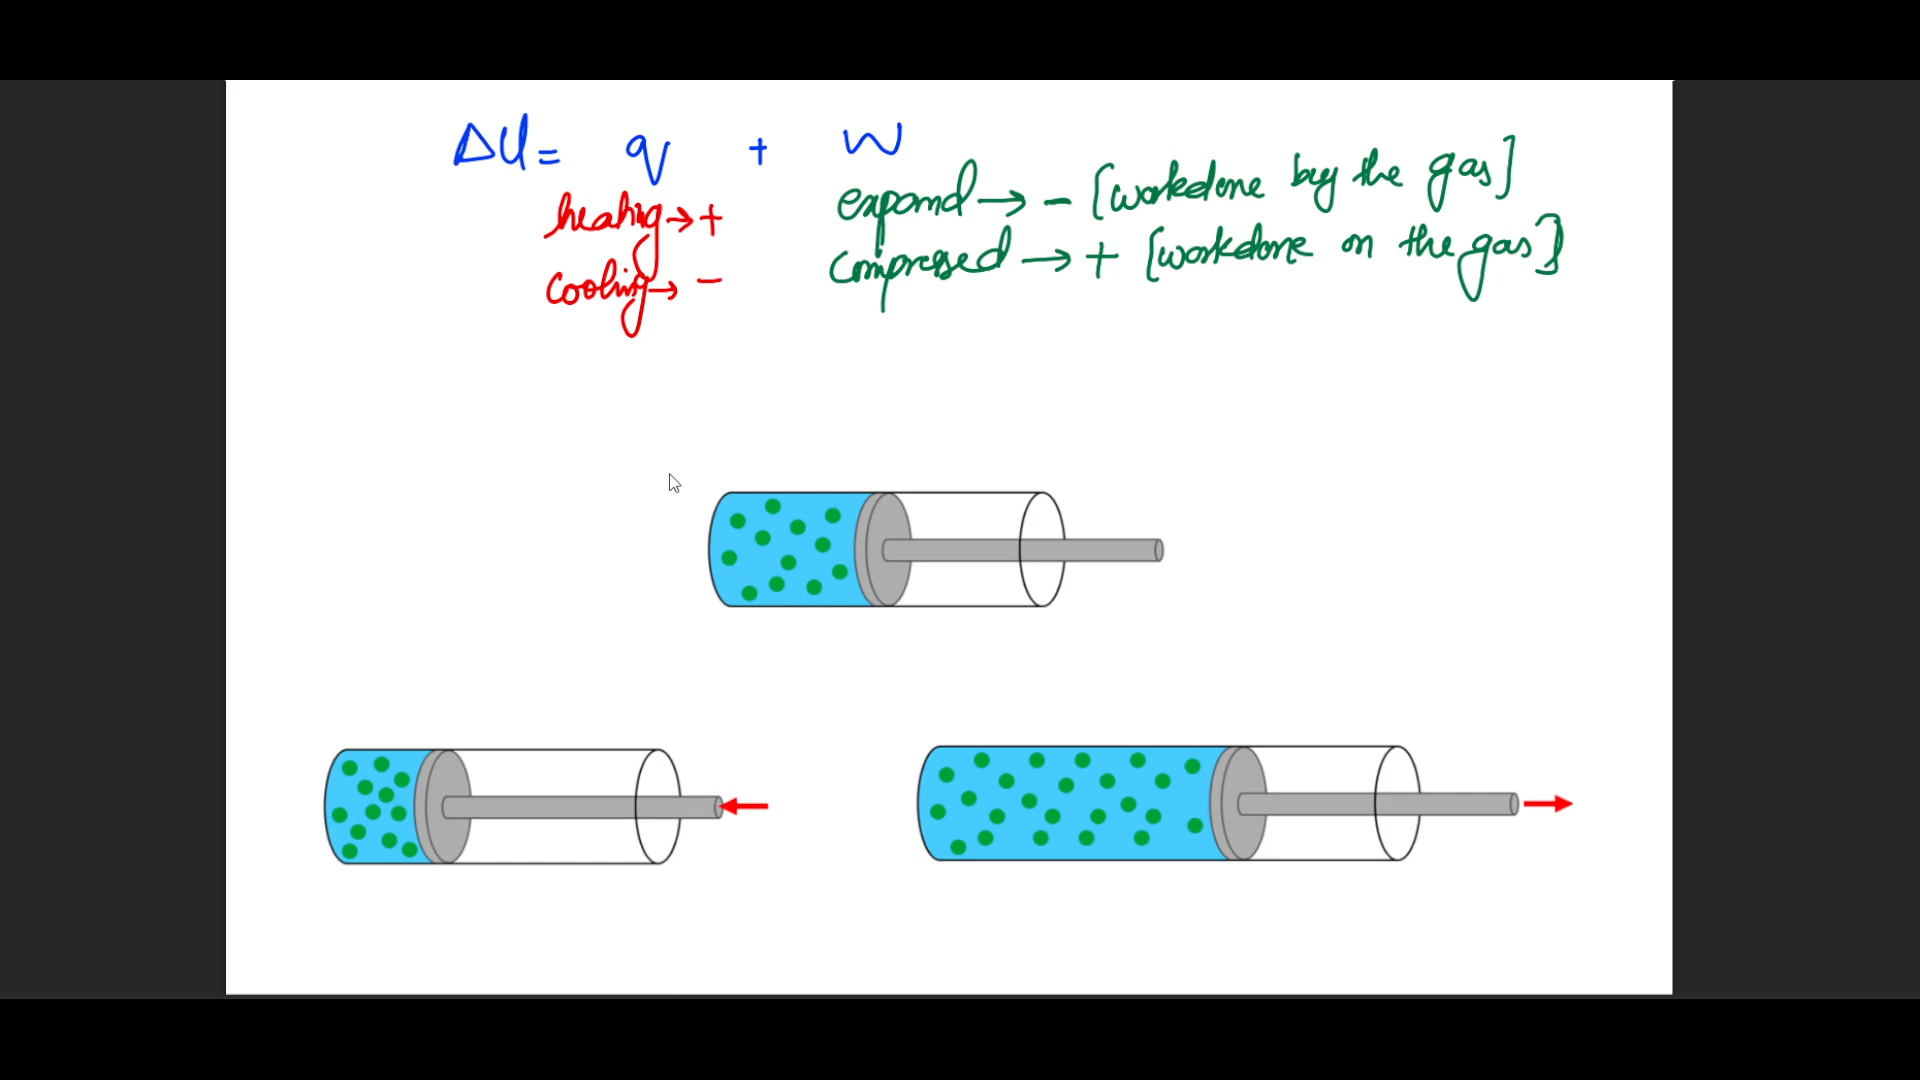 ΔU = q + w
heating → +
cooling → -
expand → - [workdone by the gas]
compressed → + [workdone on the gas]